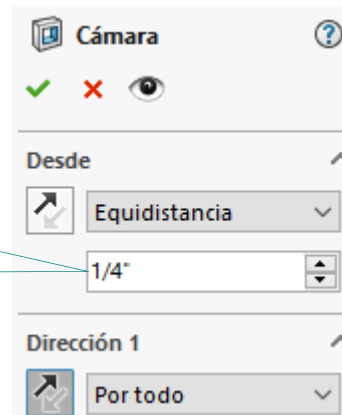 Cámara
Desde
Equidistancia
1/4"
Dirección 1
Por todo